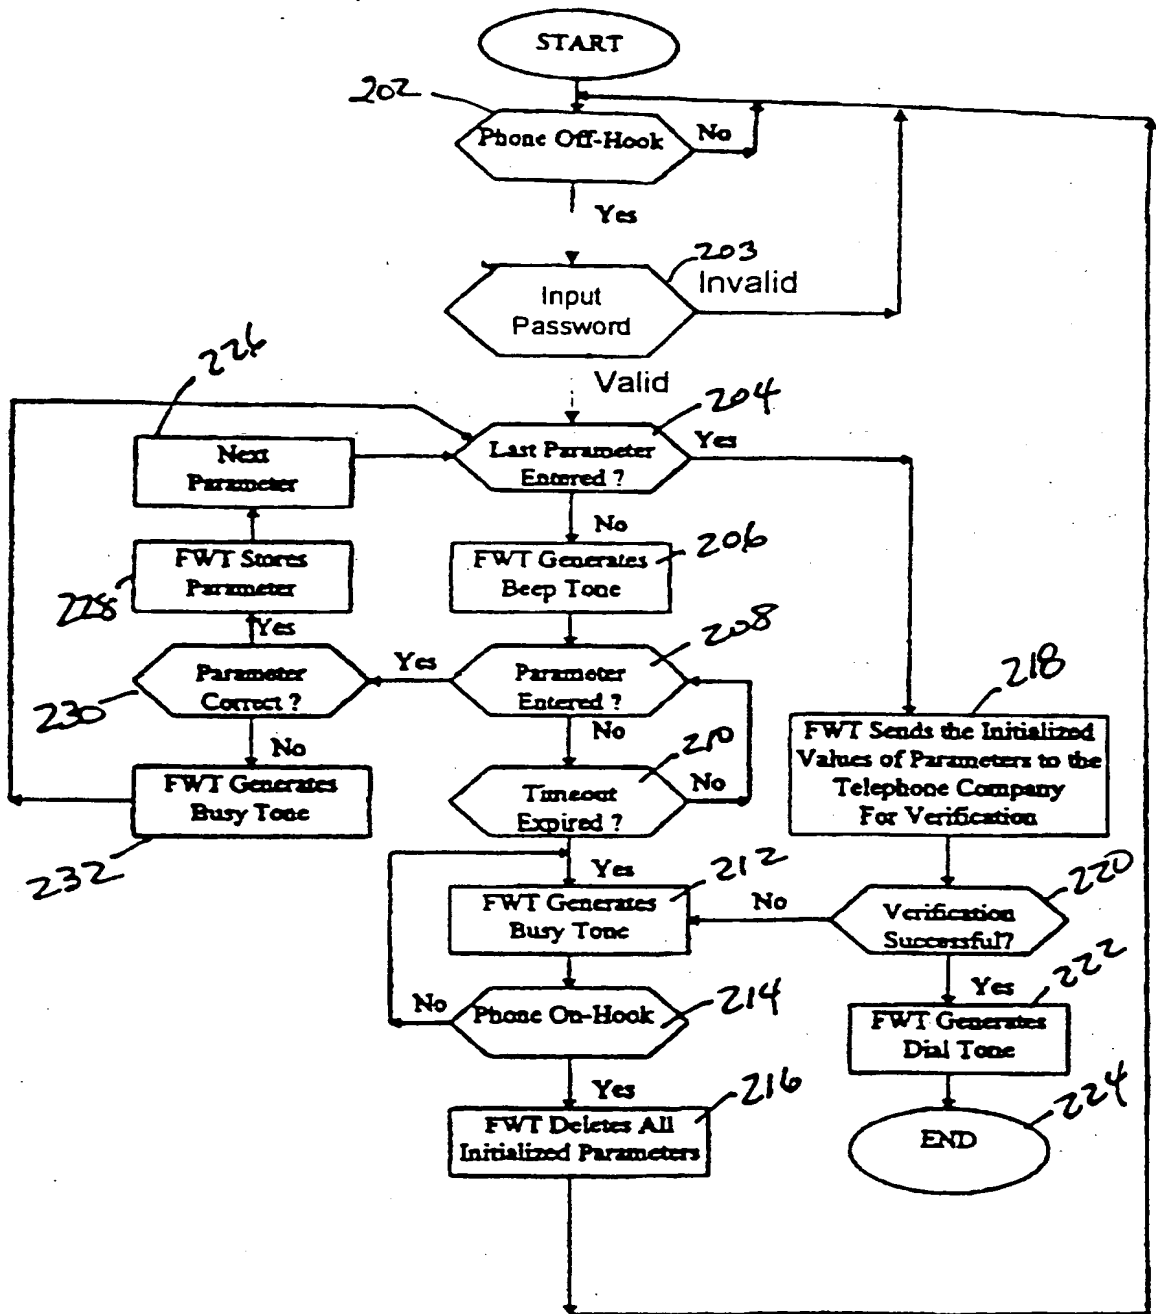 START
202
Phone Off-Hook
No
Yes
203
Input
Password
Invalid
Valid
226
204
Next
Parameter
Last Parameter
Entered ?
Yes
No
FWT Stores
Parameter
228
FWT Generates
Beep Tone
206
Yes
208
Parameter
Correct ?
230
Yes
Parameter
Entered ?
218
No
No
210
FWT Sends the Initialized
Values of Parameters to the
Telephone Company
For Verification
FWT Generates
Busy Tone
232
Timeout
Expired ?
No
Yes
212
220
FWT Generates
Busy Tone
No
Verification
Successful?
Yes
222
No
Phone On-Hook
214
FWT Generates
Dial Tone
Yes
216
224
FWT Deletes All
Initialized Parameters
END